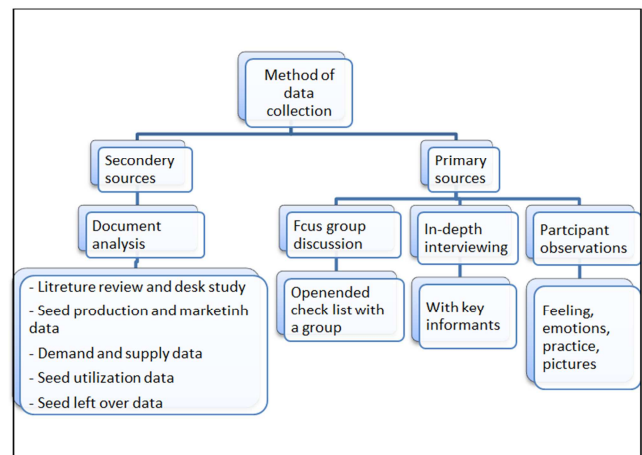 Method of
data
collection
Secondery
sources
Primary
sources
Document
analysis
Fcus group
discussion
In-depth
interviewing
Partcipant
observations
- Litreture review and desk study
- Seed production and marketinh
data
- Demand and supply data
- Seed utilization data
- Seed left over data
Openended
check list with
a group
With key
informants
Feeling,
emotions,
practice,
pictures